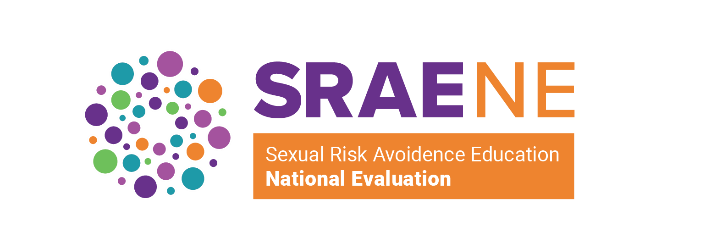 SRAENE
Sexual Risk Avoidence Education
National Evaluation